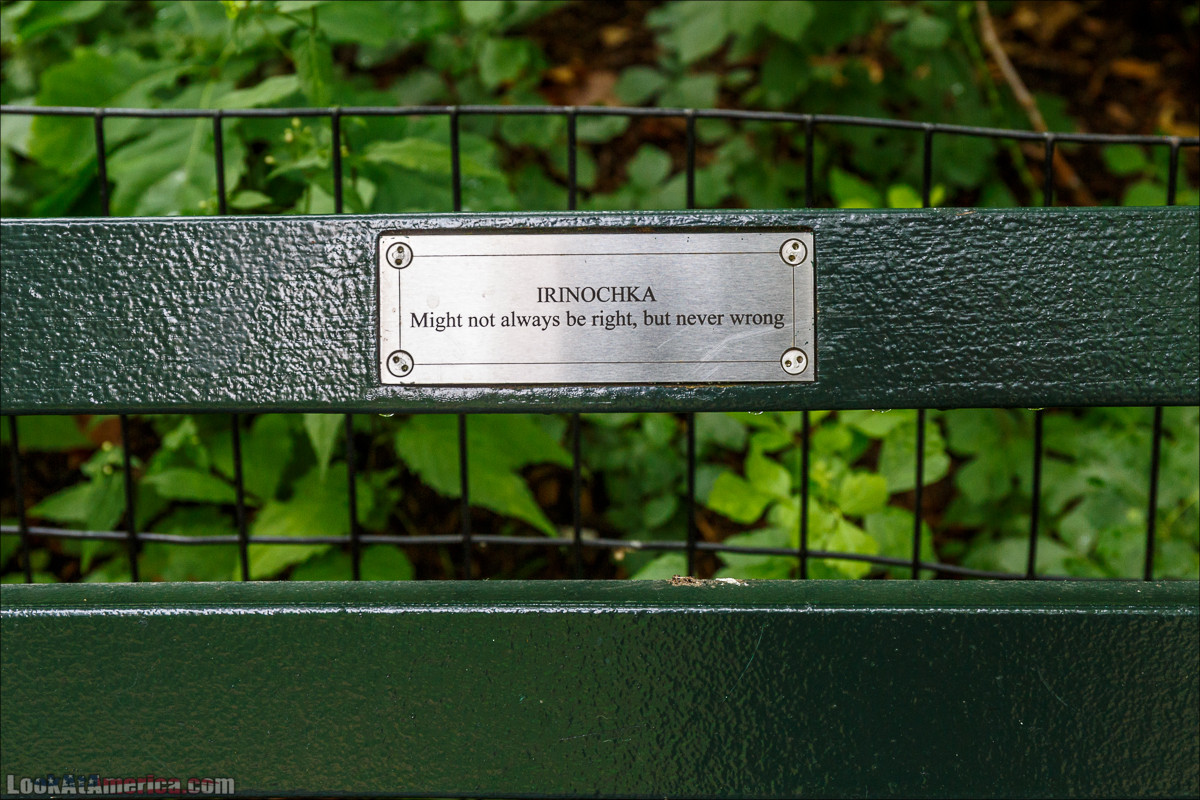 IRINOCHKA
Might not always be right, but never wrong
LookAtAmerica.com